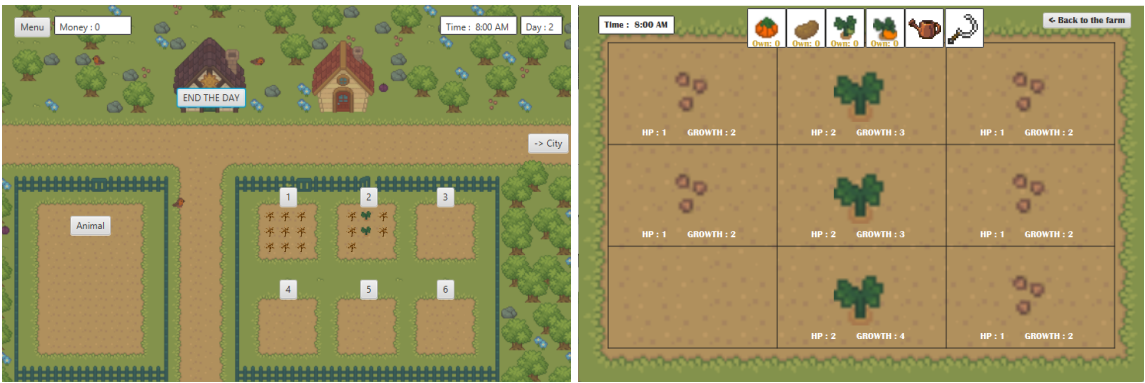 Menu
Money : 0
Time : 8:00 AM
Day : 2
END THE DAY
-> City
Animal
1
2
3
4
5
6
Time : 8:00 AM
Own: 0
Own: 0
Own: 0
Own: 0
<- Back to the farm
HP : 1 GROWTH : 2
HP : 2 GROWTH : 3
HP : 1 GROWTH : 2
HP : 1 GROWTH : 2
HP : 2 GROWTH : 3
HP : 1 GROWTH : 2
HP : 2 GROWTH : 4
HP : 1 GROWTH : 2